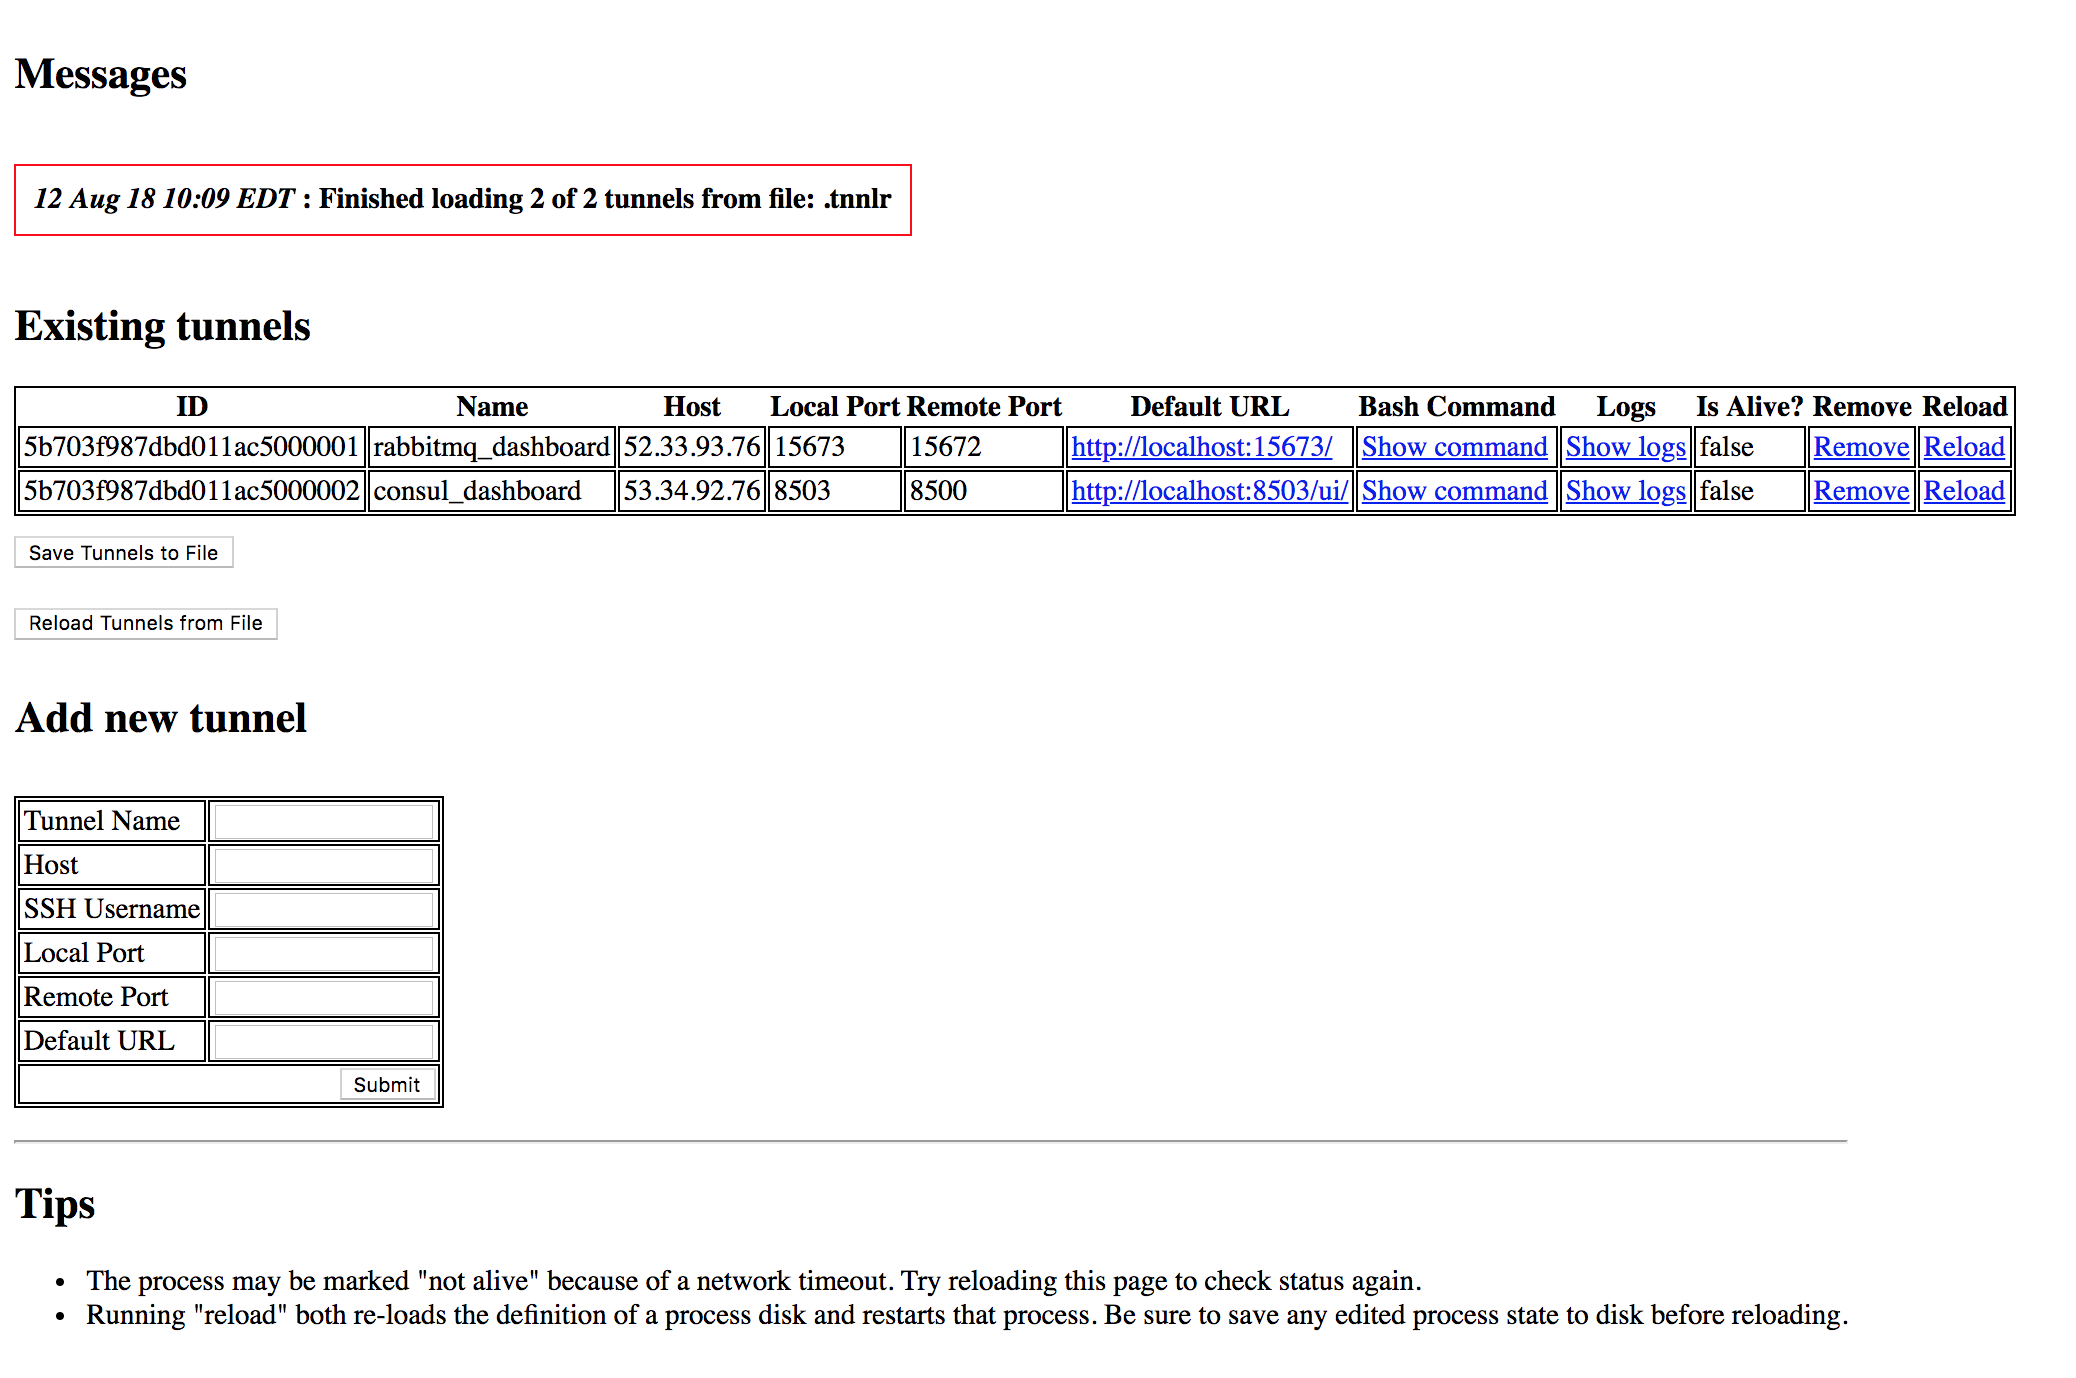 Messages
12 Aug 18 10:09 EDT : Finished loading 2 of 2 tunnels from file: .tnnlr
Existing tunnels
ID Name Host Local Port Remote Port Default URL Bash Command Logs Is Alive? Remove Reload
5b703f987dbd011ac5000001 rabbitmq_dashboard 52.33.93.76 15673 15672 http://localhost:15673/ Show command Show logs false Remove Reload
5b703f987dbd011ac5000002 consul_dashboard 53.34.92.76 8503 8500 http://localhost:8503/ui/ Show command Show logs false Remove Reload
Save Tunnels to File
Reload Tunnels from File
Add new tunnel
Tunnel Name
Host
SSH Username
Local Port
Remote Port
Default URL
Submit
Tips
• The process may be marked "not alive" because of a network timeout. Try reloading this page to check status again.
• Running "reload" both re-loads the definition of a process disk and restarts that process. Be sure to save any edited process state to disk before reloading.